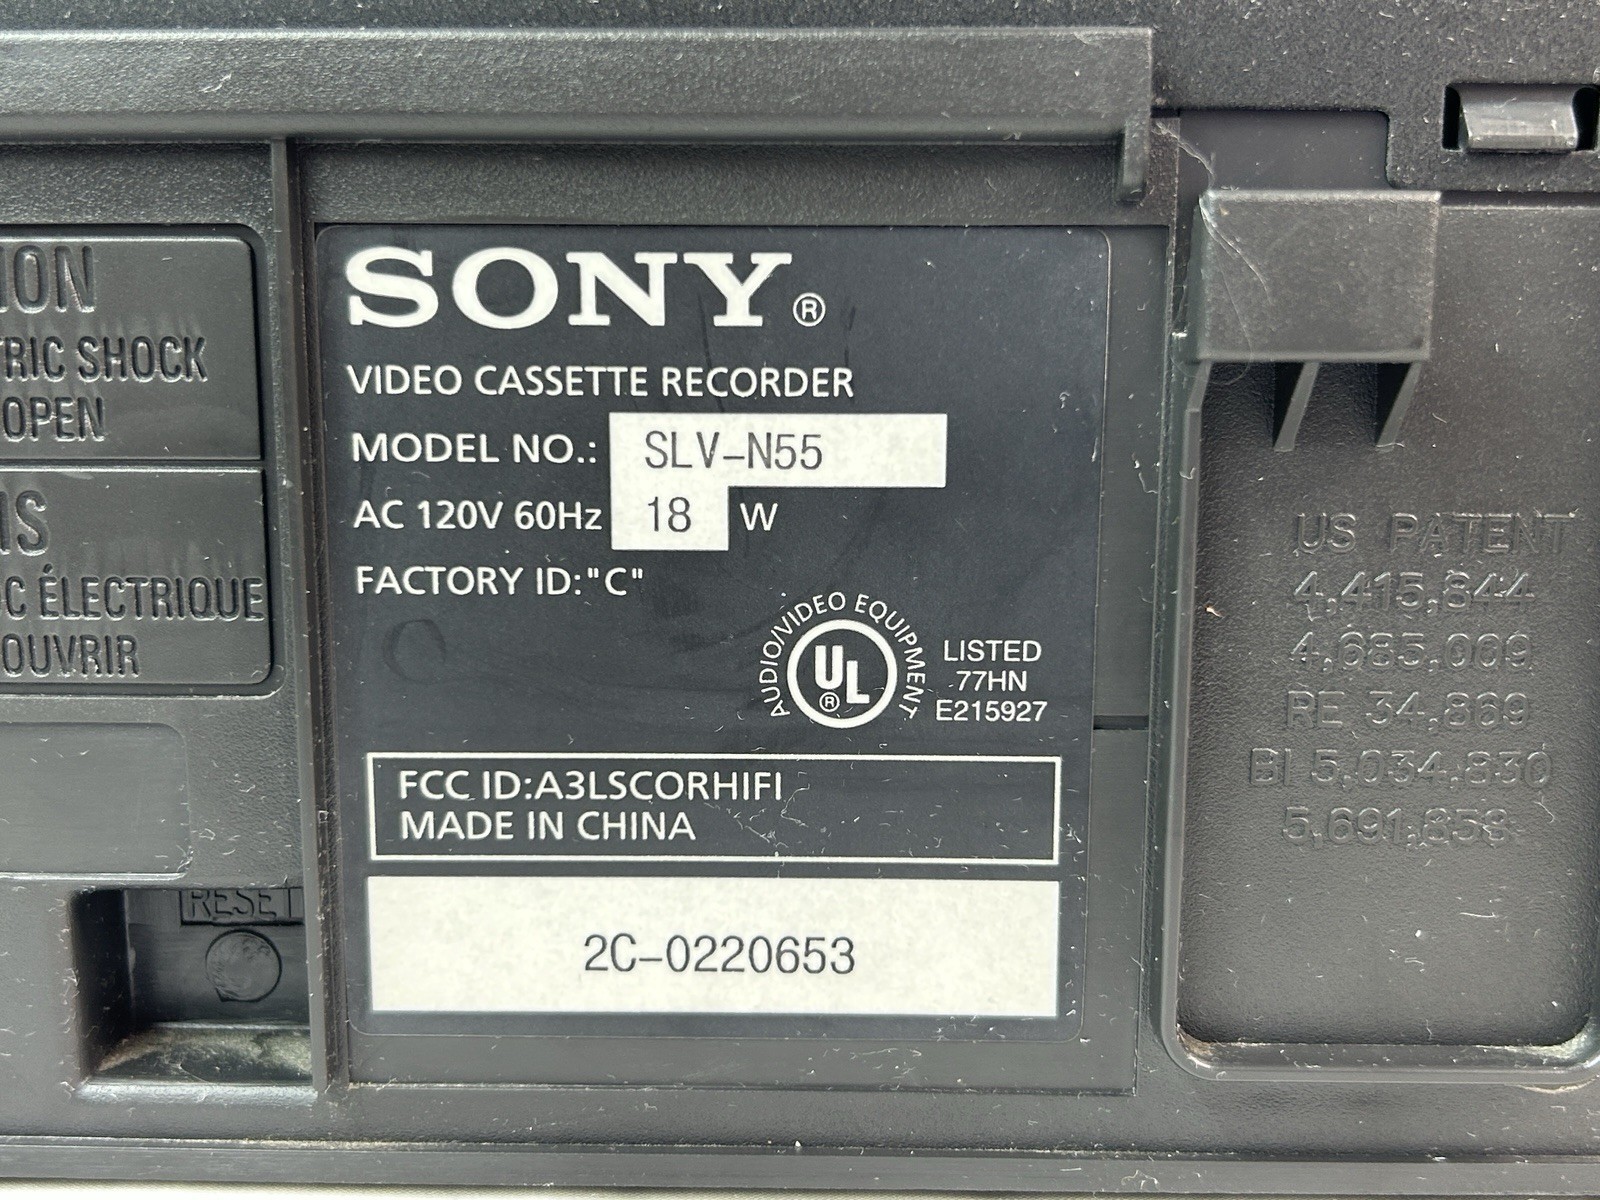 ION
TRIC SHOCK
OPEN
IS
C ÉLECTRIQUE
OUVRIR
RESET
SONY®
VIDEO CASSETTE RECORDER
MODEL NO.: SLV-N55
AC 120V 60Hz 18 W
FACTORY ID:"C"
AUDIO/VIDEO EQUIPMENT
UL®
LISTED
77HN
E215927
FCC ID:A3LSCORHIFI
MADE IN CHINA
2C-0220653
US PATENT
4,415,844
4,685,009
RE 34,869
BI 5,034,830
5,691,858